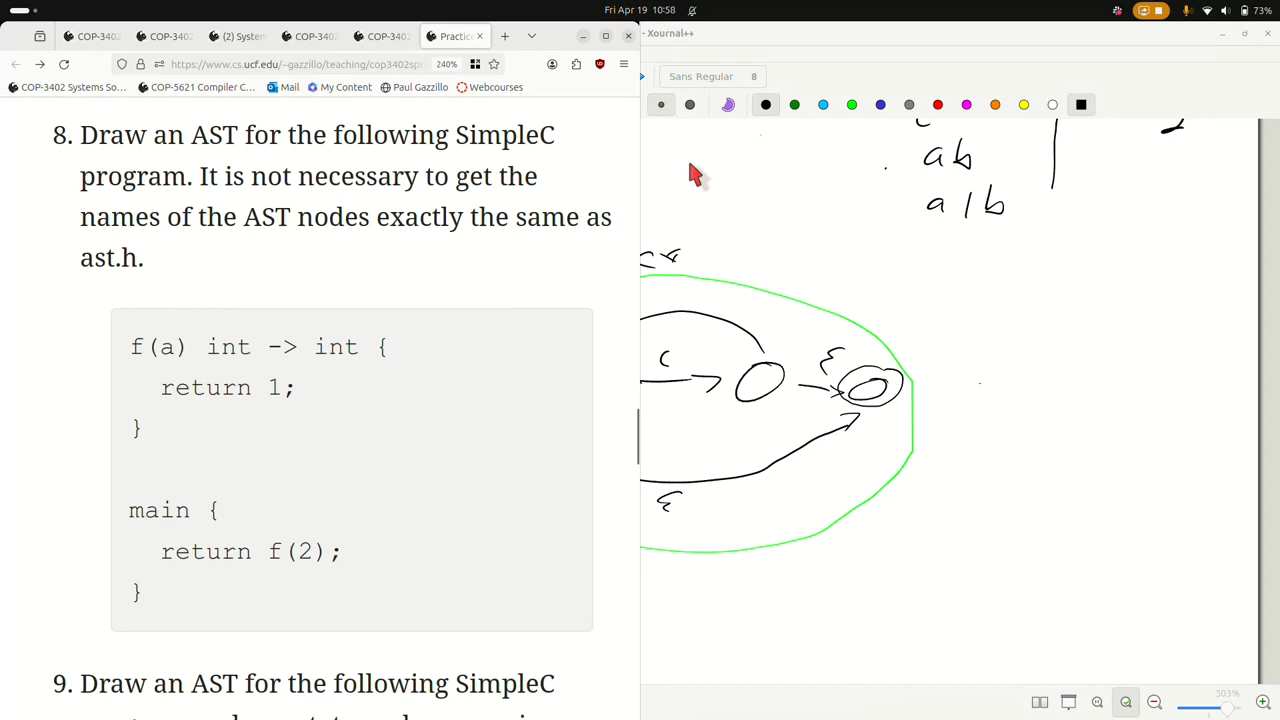 Fri Apr 19 10:58
73%
COP-3402 COP-3402 (2) System COP-3402 COP-3402 Practice
- Xournal++
https://www.cs.ucf.edu/~gazzillo/teaching/cop3402spr 240%
Sans Regular 8
COP-3402 Systems So... COP-5621 Compiler C... Mail My Content Paul Gazzillo Webcourses
8. Draw an AST for the following SimpleC
program. It is not necessary to get the
names of the AST nodes exactly the same as
ast.h.
f(a) int -> int {
return 1;
}
main {
return f(2);
}
9. Draw an AST for the following SimpleC
ab
a|b
c*
c
ε
ε
303%